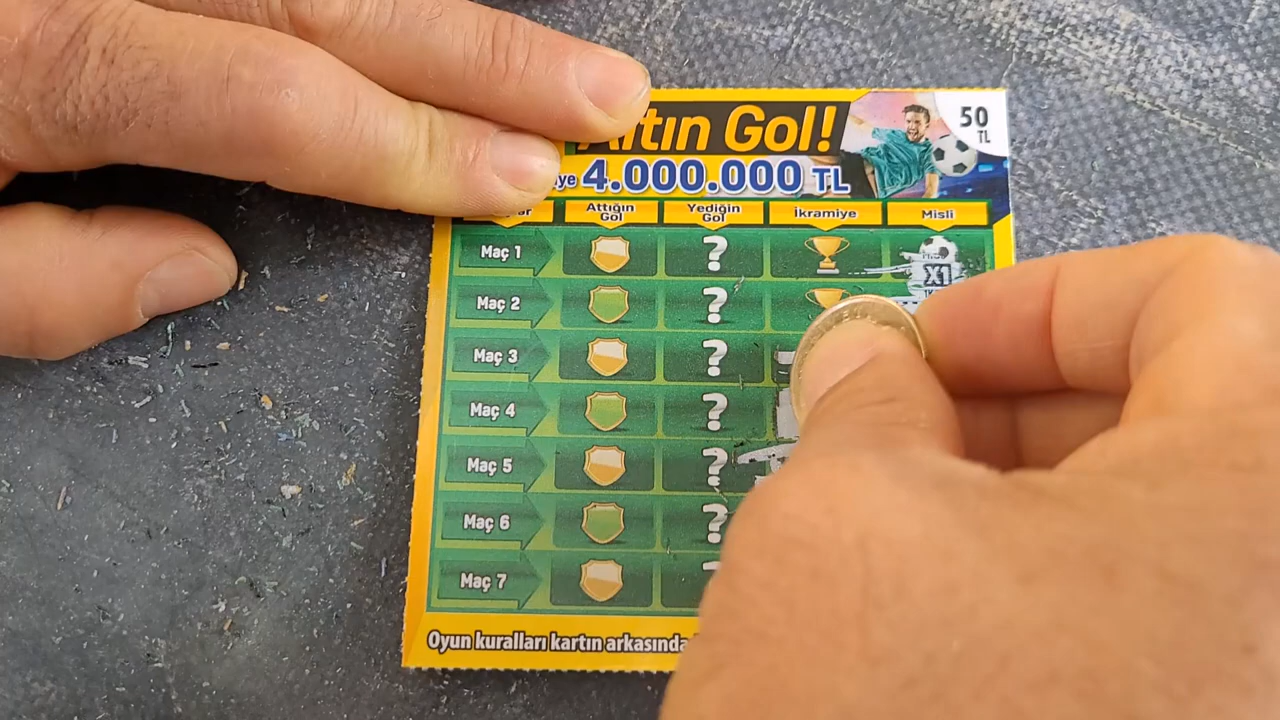 Altın Gol!
50
TL
4.000.000 TL
Attığın
Gol
Yediğin
Gol
İkramiye
Misli
Maç 1
?
X1
Maç 2
?
Maç 3
?
Maç 4
?
Maç 5
?
Maç 6
?
Maç 7
Oyun kuralları kartın arkasında